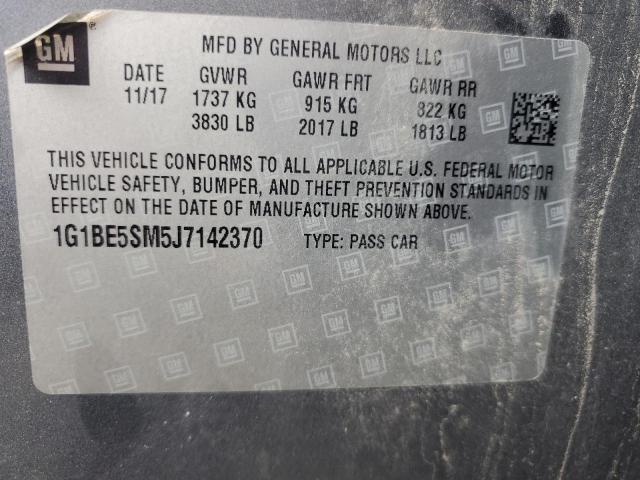 GM
MFD BY GENERAL MOTORS LLC
DATE GVWR GAWR FRT GAWR RR
11/17 1737 KG 915 KG 822 KG
3830 LB 2017 LB 1813 LB
THIS VEHICLE CONFORMS TO ALL APPLICABLE U.S. FEDERAL MOTOR
VEHICLE SAFETY, BUMPER, AND THEFT PREVENTION STANDARDS IN
EFFECT ON THE DATE OF MANUFACTURE SHOWN ABOVE.
1G1BE5SM5J7142370 TYPE: PASS CAR